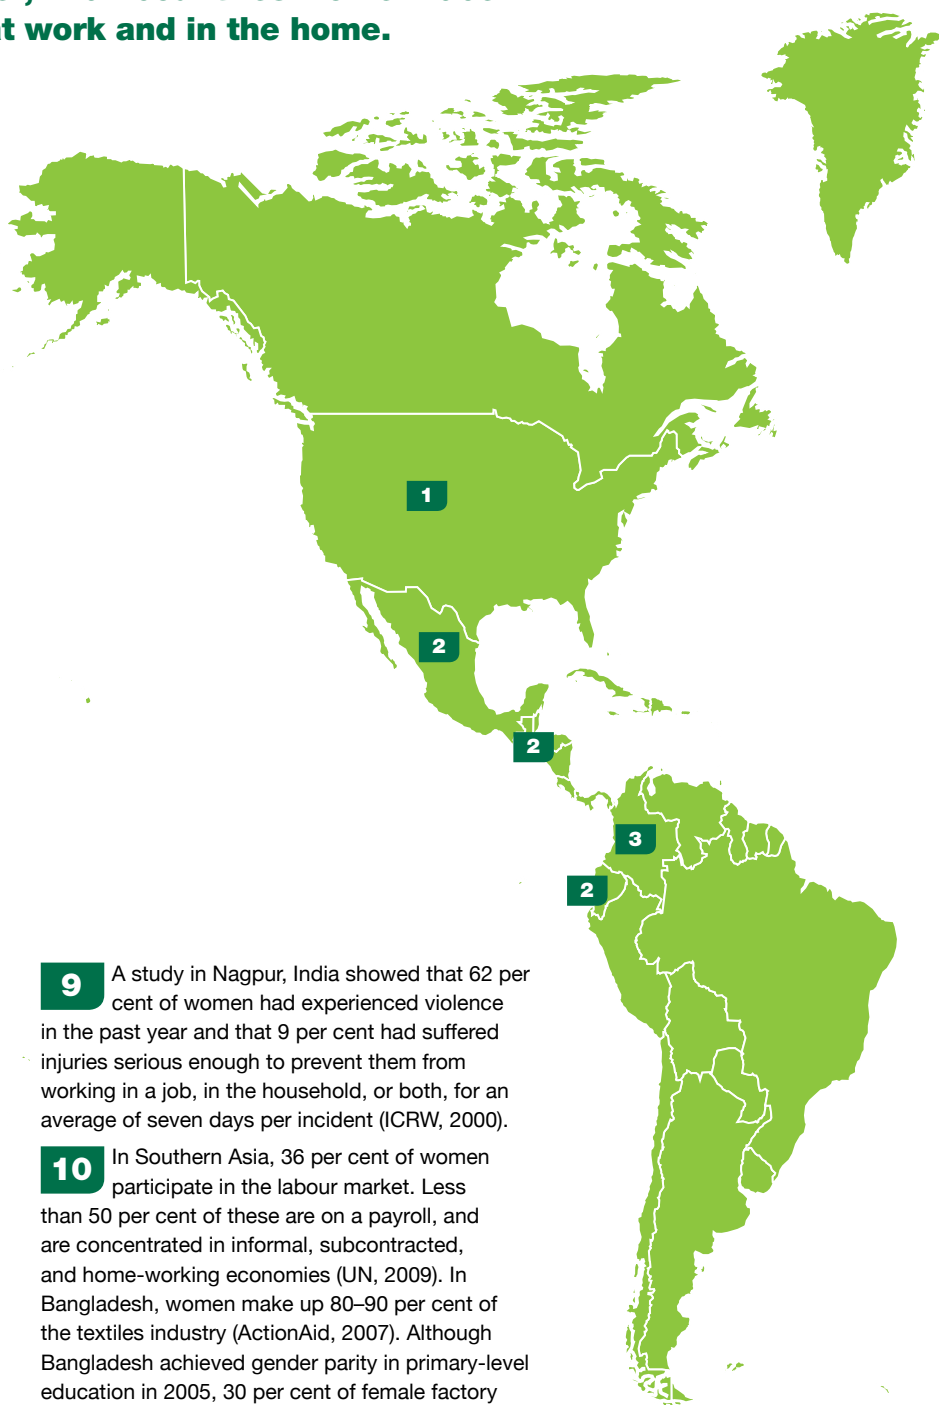 at work and in the home.
1
2
2
3
2
9 A study in Nagpur, India showed that 62 per
cent of women had experienced violence
in the past year and that 9 per cent had suffered
injuries serious enough to prevent them from
working in a job, in the household, or both, for an
average of seven days per incident (ICRW, 2000).
10 In Southern Asia, 36 per cent of women
participate in the labour market. Less
than 50 per cent of these are on a payroll, and
are concentrated in informal, subcontracted,
and home-working economies (UN, 2009). In
Bangladesh, women make up 80–90 per cent of
the textiles industry (ActionAid, 2007). Although
Bangladesh achieved gender parity in primary-level
education in 2005, 30 per cent of female factory